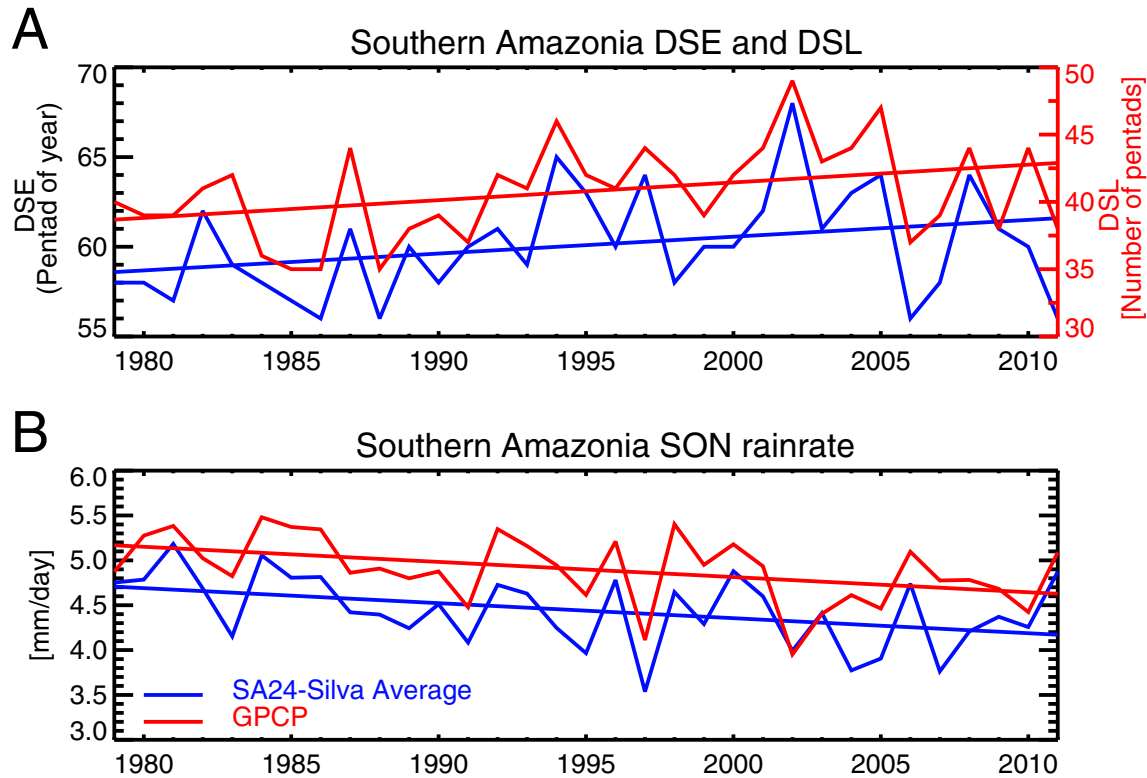 A
Southern Amazonia DSE and DSL
DSE
(Pentad of year)
70
65
60
55
50
45
40
35
30
DSL
[Number of pentads]
1980 1985 1990 1995 2000 2005 2010
B
Southern Amazonia SON rainrate
[mm/day]
6.0
5.5
5.0
4.5
4.0
3.5
3.0
SA24-Silva Average
GPCP
1980 1985 1990 1995 2000 2005 2010